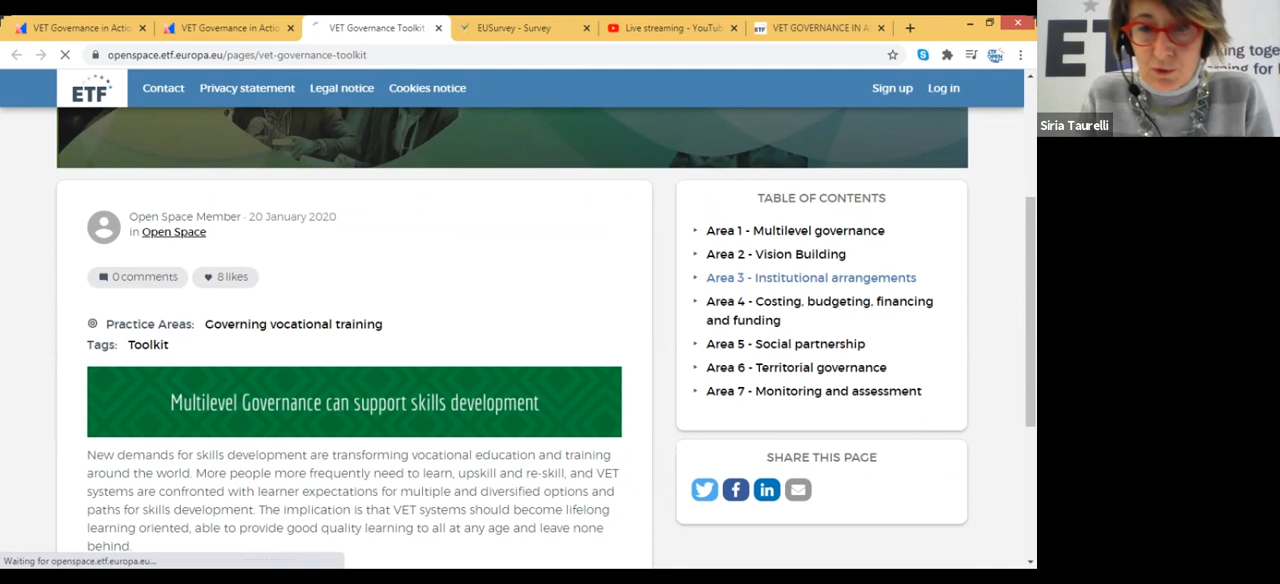 VET Governance in Actio
VET Governance in Actio
VET Governance Toolkit
EUSurvey - Survey
Live streaming - YouTub
ETF
VET GOVERNANCE IN A
openspace.etf.europa.eu/pages/vet-governance-toolkit
ETF
Contact
Privacy statement
Legal notice
Cookies notice
Sign up
Log in
Open Space Member · 20 January 2020
in Open Space
0 comments
8 likes
Practice Areas: Governing vocational training
Tags: Toolkit
Multilevel Governance can support skills development
New demands for skills development are transforming vocational education and training
around the world. More people more frequently need to learn, upskill and re-skill, and VET
systems are confronted with learner expectations for multiple and diversified options and
paths for skills development. The implication is that VET systems should become lifelong
learning oriented, able to provide good quality learning to all at any age and leave none
behind.
Waiting for openspace.etf.europa.eu...
TABLE OF CONTENTS
Area 1 - Multilevel governance
Area 2 - Vision Building
Area 3 - Institutional arrangements
Area 4 - Costing, budgeting, financing
and funding
Area 5 - Social partnership
Area 6 - Territorial governance
Area 7 - Monitoring and assessment
SHARE THIS PAGE
Siria Taurelli